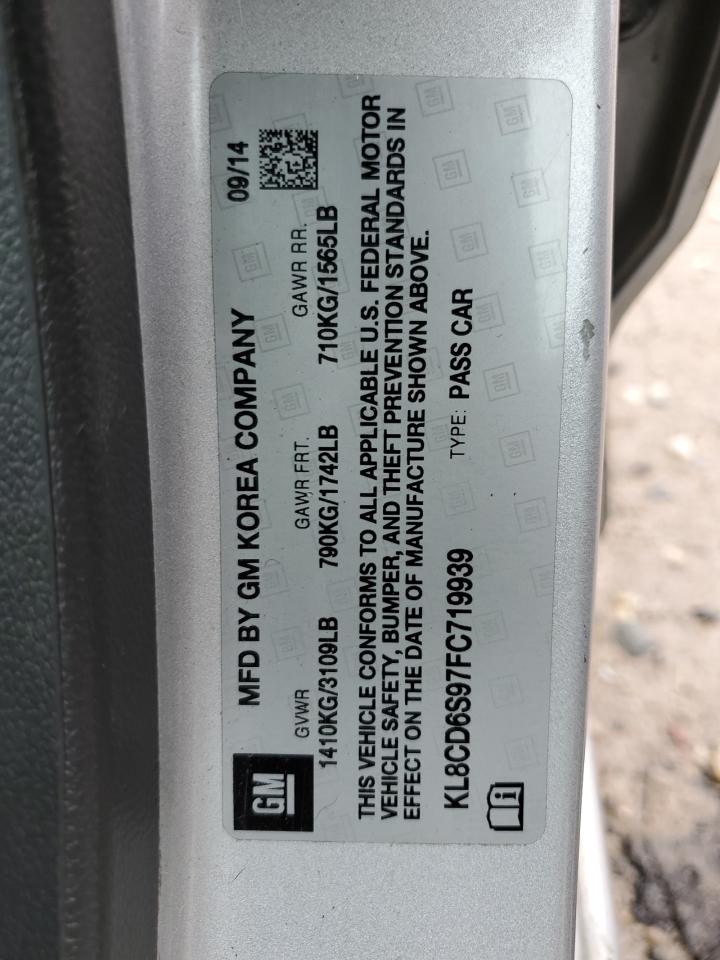 GM
MFD BY GM KOREA COMPANY 09/14
GVWR GAWR FRT. GAWR RR.
1410KG/3109LB 790KG/1742LB 710KG/1565LB
THIS VEHICLE CONFORMS TO ALL APPLICABLE U.S. FEDERAL MOTOR
VEHICLE SAFETY, BUMPER, AND THEFT PREVENTION STANDARDS IN
EFFECT ON THE DATE OF MANUFACTURE SHOWN ABOVE.
KL8CD6S97FC719939 TYPE: PASS CAR